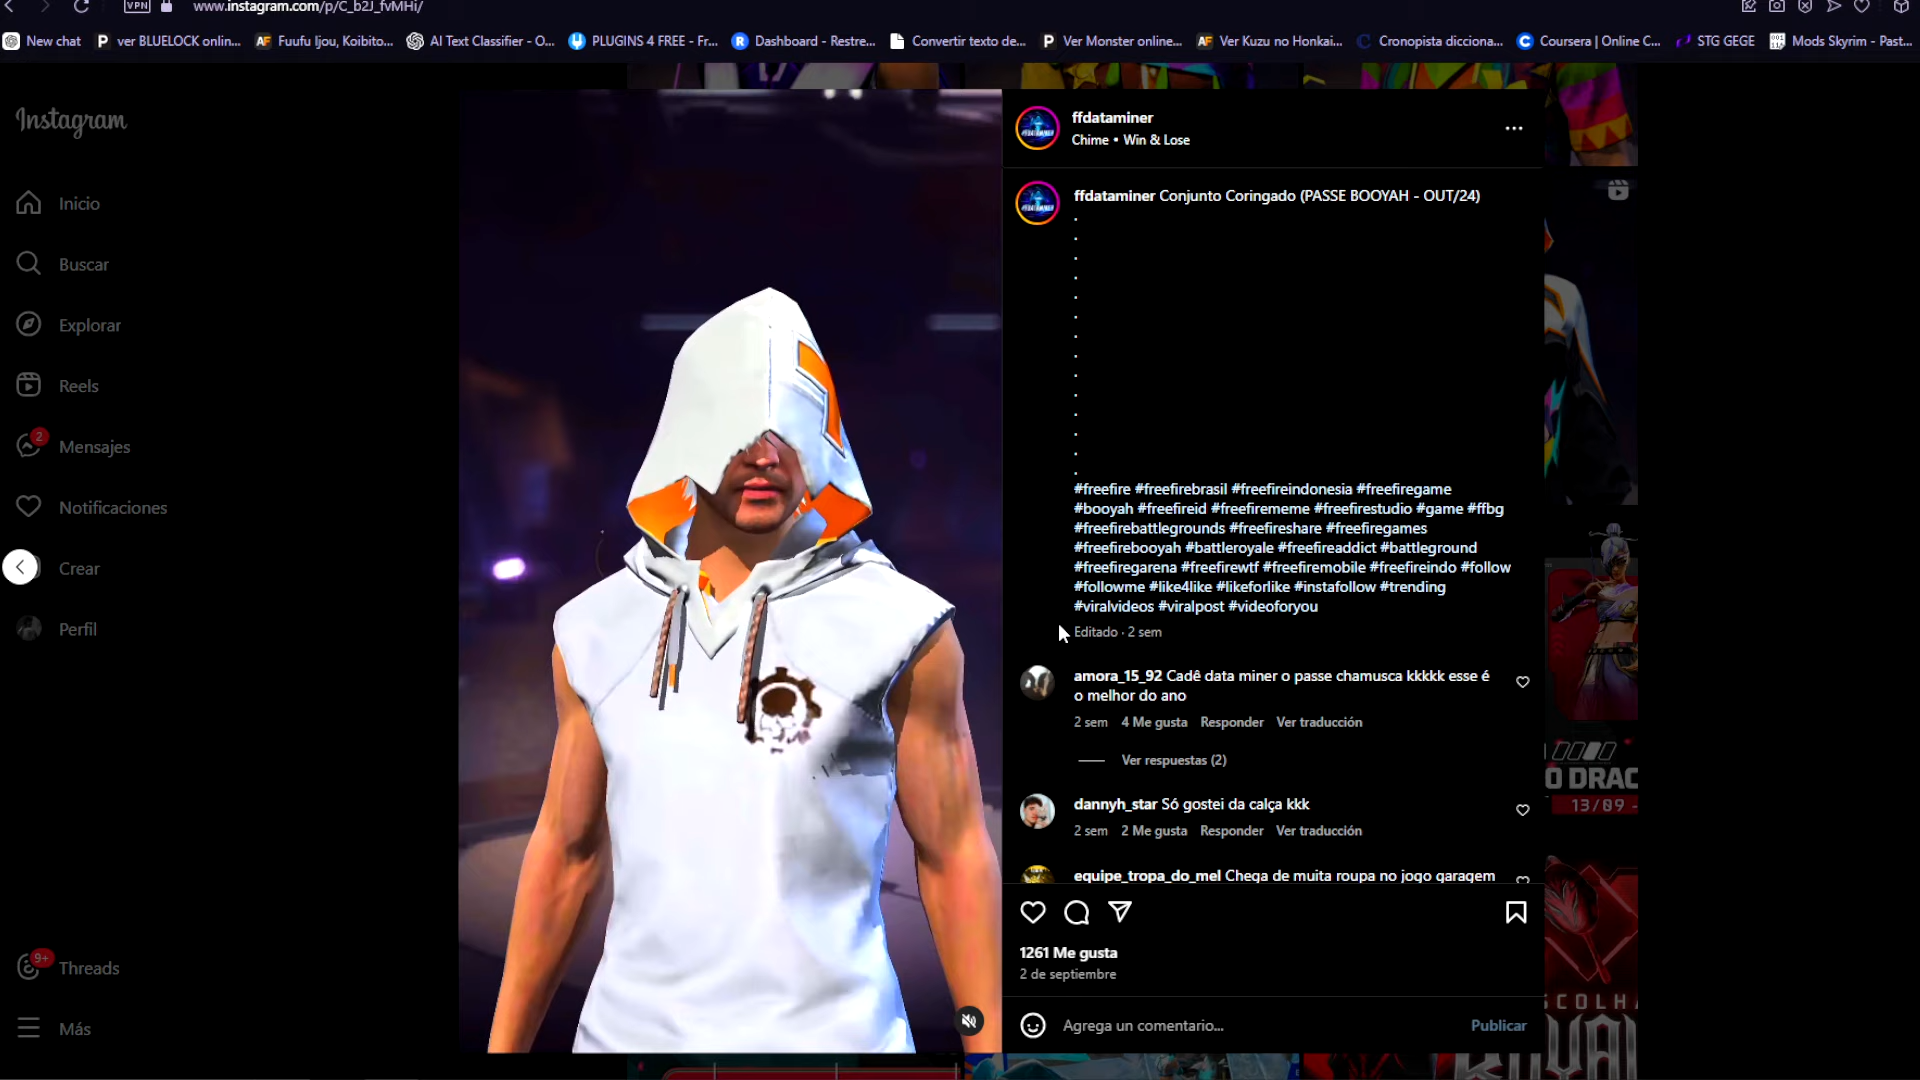 VPN
www.instagram.com/p/C_b2J_fvMHi/
New chat
ver BLUELOCK onlin...
Fuufu Ijou, Koibito...
AI Text Classifier - O...
PLUGINS 4 FREE - Fr...
Dashboard - Restre...
Convertir texto de...
Ver Monster online...
Ver Kuzu no Honkai...
Cronopista dicciona...
Coursera | Online C...
STG GEGE
Mods Skyrim - Past...
Instagram
Inicio
Buscar
Explorar
Reels
2
Mensajes
Notificaciones
Crear
Perfil
9+
Threads
Más
ffdataminer
Chime • Win & Lose
ffdataminer Conjunto Coringado (PASSE BOOYAH - OUT/24)
.
.
.
.
.
.
.
.
.
.
.
.
.
.
#freefire #freefirebrasil #freefireindonesia #freefiregame
#booyah #freefireid #freefirememe #freefirestudio #game #ffbg
#freefirebattlegrounds #freefireshare #freefiregames
#freefirebooyah #battleroyale #freefireaddict #battleground
#freefiregarena #freefirewtf #freefiremobile #freefireindo #follow
#followme #like4like #likeforlike #instafollow #trending
#viralvideos #viralpost #videoforyou
Editado · 2 sem
amora_15_92 Cadê data miner o passe chamusca kkkkk esse é
o melhor do ano
2 sem 4 Me gusta Responder Ver traducción
Ver respuestas (2)
dannyh_star Só gostei da calça kkk
2 sem 2 Me gusta Responder Ver traducción
equipe_tropa_do_mel Chega de muita roupa no jogo garagem
1261 Me gusta
2 de septiembre
Agrega un comentario...
Publicar
O DRAC
13/09 -
SCOLHA